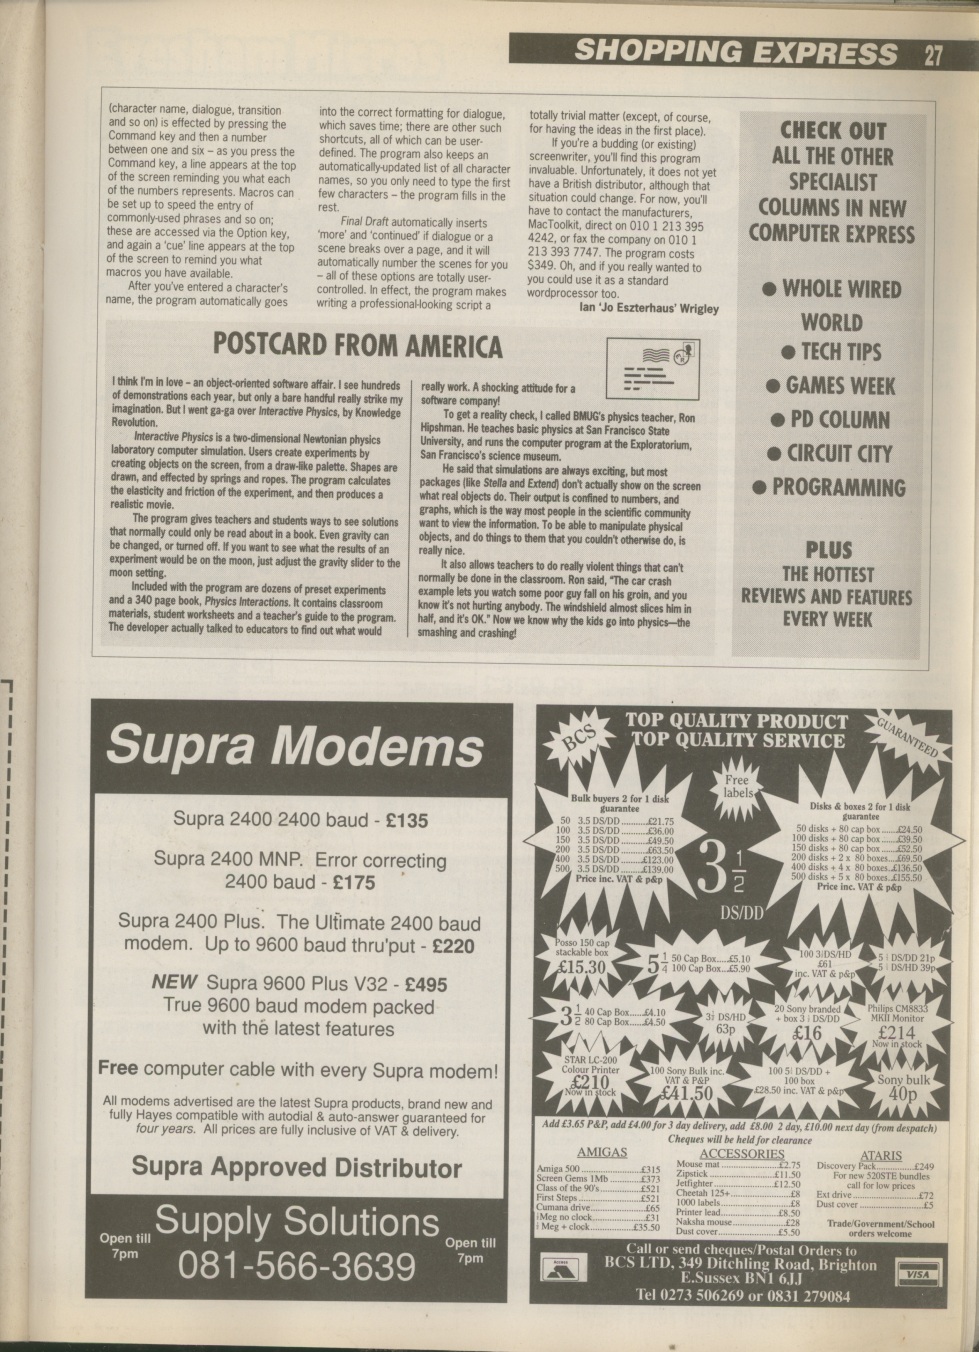 SHOPPING EXPRESS 27
(character name, dialogue, transition
and so on) is effected by pressing the
Command key and then a number
between one and six – as you press the
Command key, a line appears at the top
of the screen reminding you what each
of the numbers represents. Macros can
be set up to speed the entry of
commonly-used phrases and so on;
these are accessed via the Option key,
and again a 'cue' line appears at the top
of the screen to remind you what
macros you have available.
After you've entered a character's
name, the program automatically goes
into the correct formatting for dialogue,
which saves time; there are other such
shortcuts, all of which can be user-
defined. The program also keeps an
automatically-updated list of all character
names, so you only need to type the first
few characters – the program fills in the
rest.
Final Draft automatically inserts
'more' and 'continued' if dialogue or a
scene breaks over a page, and it will
automatically number the scenes for you
– all of these options are totally user-
controlled. In effect, the program makes
writing a professional-looking script a
totally trivial matter (except, of course,
for having the ideas in the first place).
If you're a budding (or existing)
screenwriter, you'll find this program
invaluable. Unfortunately, it does not yet
have a British distributor, although that
situation could change. For now, you'll
have to contact the manufacturers,
MacToolkit, direct on 010 1 213 395
4242, or fax the company on 010 1
213 393 7747. The program costs
$349. Oh, and if you really wanted to
you could use it as a standard
wordprocessor too.
Ian 'Jo Eszterhaus' Wrigley
CHECK OUT
ALL THE OTHER
SPECIALIST
COLUMNS IN NEW
COMPUTER EXPRESS
● WHOLE WIRED
WORLD
● TECH TIPS
● GAMES WEEK
● PD COLUMN
● CIRCUIT CITY
● PROGRAMMING
PLUS
THE HOTTEST
REVIEWS AND FEATURES
EVERY WEEK
POSTCARD FROM AMERICA
I think I'm in love – an object-oriented software affair. I see hundreds
of demonstrations each year, but only a bare handful really strike my
imagination. But I went ga-ga over Interactive Physics, by Knowledge
Revolution.
Interactive Physics is a two-dimensional Newtonian physics
laboratory computer simulation. Users create experiments by
creating objects on the screen, from a draw-like palette. Shapes are
drawn, and effected by springs and ropes. The program calculates
the elasticity and friction of the experiment, and then produces a
realistic movie.
The program gives teachers and students ways to see solutions
that normally could only be read about in a book. Even gravity can
be changed, or turned off. If you want to see what the results of an
experiment would be on the moon, just adjust the gravity slider to the
moon setting.
Included with the program are dozens of preset experiments
and a 340 page book, Physics Interactions. It contains classroom
materials, student worksheets and a teacher's guide to the program.
The developer actually talked to educators to find out what would
really work. A shocking attitude for a
software company!
To get a reality check, I called BMUG's physics teacher, Ron
Hipshman. He teaches basic physics at San Francisco State
University, and runs the computer program at the Exploratorium,
San Francisco's science museum.
He said that simulations are always exciting, but most
packages (like Stella and Extend) don't actually show on the screen
what real objects do. Their output is confined to numbers, and
graphs, which is the way most people in the scientific community
want to view the information. To be able to manipulate physical
objects, and do things to them that you couldn't otherwise do, is
really nice.
It also allows teachers to do really violent things that can't
normally be done in the classroom. Ron said, "The car crash
example lets you watch some poor guy fall on his groin, and you
know it's not hurting anybody. The windshield almost slices him in
half, and it's OK." Now we know why the kids go into physics—the
smashing and crashing!
Supra Modems
Supra 2400 2400 baud - £135
Supra 2400 MNP. Error correcting
2400 baud - £175
Supra 2400 Plus. The Ultimate 2400 baud
modem. Up to 9600 baud thru'put - £220
NEW Supra 9600 Plus V32 - £495
True 9600 baud modem packed
with the latest features
Free computer cable with every Supra modem!
All modems advertised are the latest Supra products, brand new and
fully Hayes compatible with autodial & auto-answer guaranteed for
four years. All prices are fully inclusive of VAT & delivery.
Supra Approved Distributor
Supply Solutions
Open till
7pm
081-566-3639
Open till
7pm
BCS
TOP QUALITY PRODUCT
TOP QUALITY SERVICE
GUARANTEED
Free
labels
Bulk buyers 2 for 1 disk
guarantee
50 3.5 DS/DD ..........£21.75
100 3.5 DS/DD ..........£36.00
150 3.5 DS/DD ..........£49.50
200 3.5 DS/DD ..........£63.50
400 3.5 DS/DD ..........£123.00
500 3.5 DS/DD ..........£139.00
Price inc. VAT & p&p
3 1/2
DS/DD
Disks & boxes 2 for 1 disk
guarantee
50 disks + 80 cap box .....£24.50
100 disks + 80 cap box .....£39.50
150 disks + 80 cap box .....£52.50
200 disks + 2 x 80 boxes....£69.50
400 disks + 4 x 80 boxes..£136.50
500 disks + 5 x 80 boxes..£155.50
Price inc. VAT & p&p
Posso 150 cap
stackable box
£15.30
5 1/4 50 Cap Box.....£5.10
100 Cap Box...£5.90
100 3½DS/HD
£61
inc. VAT & p&p
5¼ DS/DD 21p
5¼ DS/HD 39p
3 1/2 40 Cap Box......£4.10
80 Cap Box......£4.50
3½ DS/HD
63p
20 Sony branded
+ box 3½ DS/DD
£16
Philips CM8833
MKII Monitor
£214
Now in stock
STAR LC-200
Colour Printer
£210
Now in stock
100 Sony Bulk inc.
VAT & P&P
£41.50
100 5¼ DS/DD +
100 box
£28.50 inc. VAT & p&p
Sony bulk
40p
Add £3.65 P&P, add £4.00 for 3 day delivery, add £8.00 2 day, £10.00 next day (from despatch)
Cheques will be held for clearance
AMIGAS
Amiga 500 ....................£315
Screen Gems 1Mb ........£373
Class of the 90's............£521
First Steps.....................£521
Cumana drive................£65
½Meg no clock...............£31
½ Meg + clock............£35.50
ACCESSORIES
Mouse mat ..................£2.75
Zipstick ......................£11.50
Jetfighter ....................£12.50
Cheetah 125+.................£8
1000 labels.....................£8
Printer lead..................£8.50
Naksha mouse...............£28
Dust cover...................£5.50
ATARIS
Discovery Pack...............£249
For new 520STE bundles
call for low prices
Ext drive......................£72
Dust cover .....................£5
Trade/Government/School
orders welcome
Call or send cheques/Postal Orders to
BCS LTD, 349 Ditchling Road, Brighton
E.Sussex BN1 6JJ
Tel 0273 506269 or 0831 279084
VISA